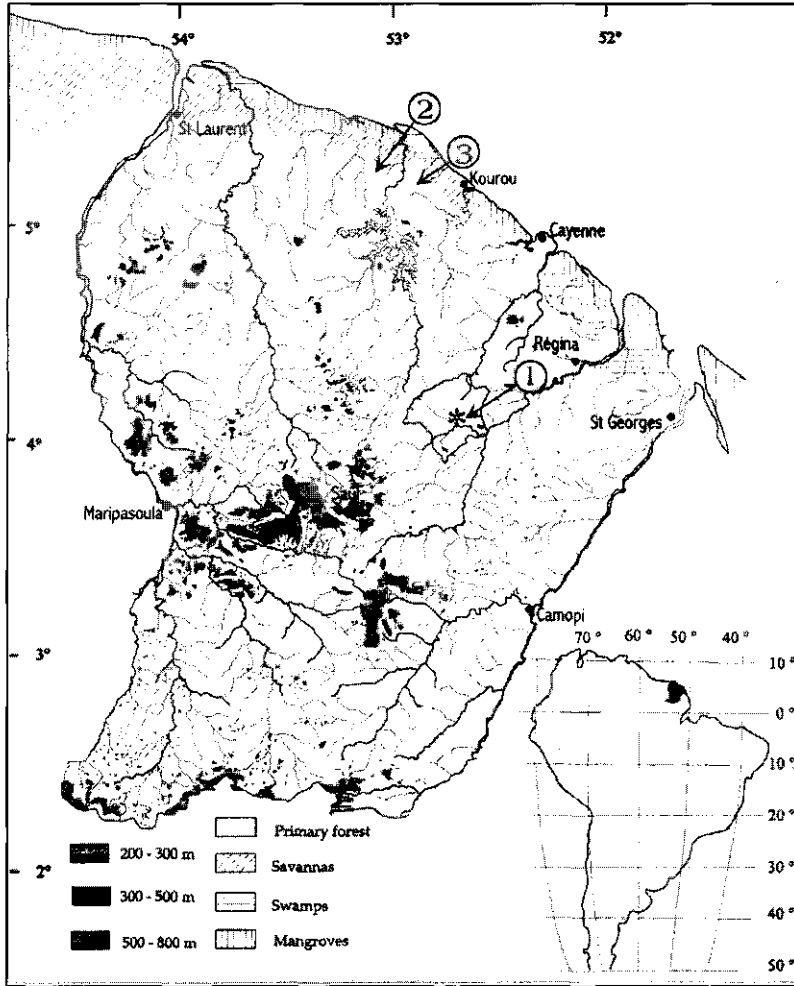 54° 53° 52°
②
St Laurent
③
Kourou
5°
Cayenne
Régina
①
*
St Georges
4°
Maripasoula
Camopi
3°
70° 60° 50° 40°
10°
0°
10°
20°
30°
40°
50°
2°
200 - 300 m
300 - 500 m
500 - 800 m
Primary forest
Savannas
Swamps
Mangroves